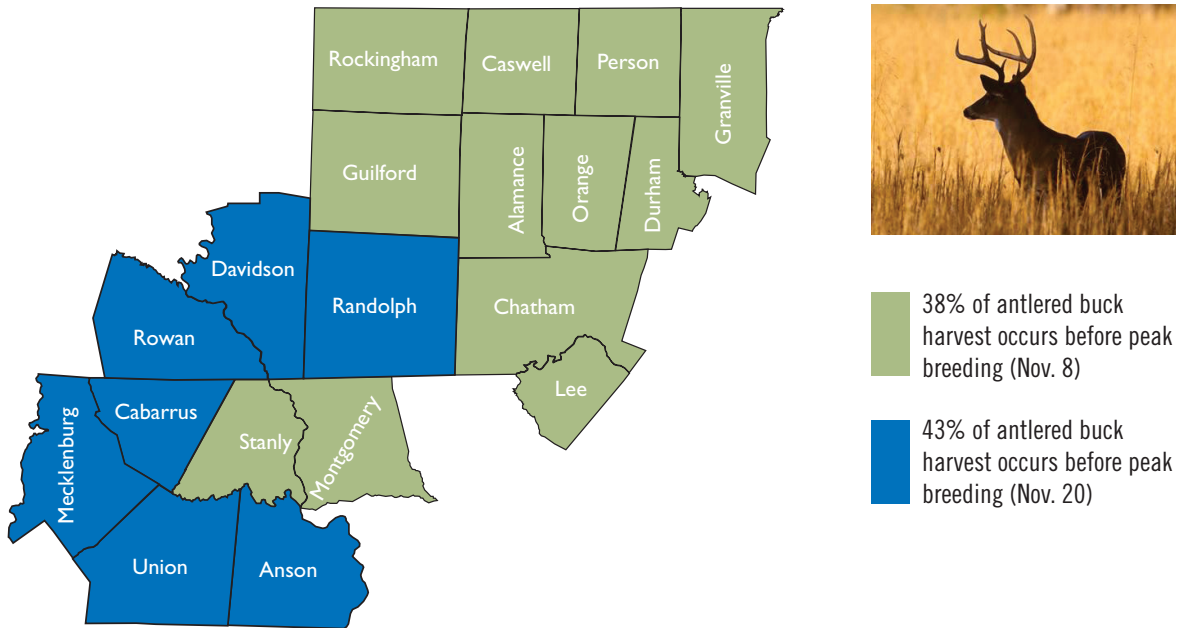 Rockingham
Caswell
Person
Granville
Guilford
Alamance
Orange
Durham
Davidson
Randolph
Chatham
Rowan
Lee
Mecklenburg
Cabarrus
Stanly
Montgomery
Union
Anson
38% of antlered buck
harvest occurs before peak
breeding (Nov. 8)
43% of antlered buck
harvest occurs before peak
breeding (Nov. 20)